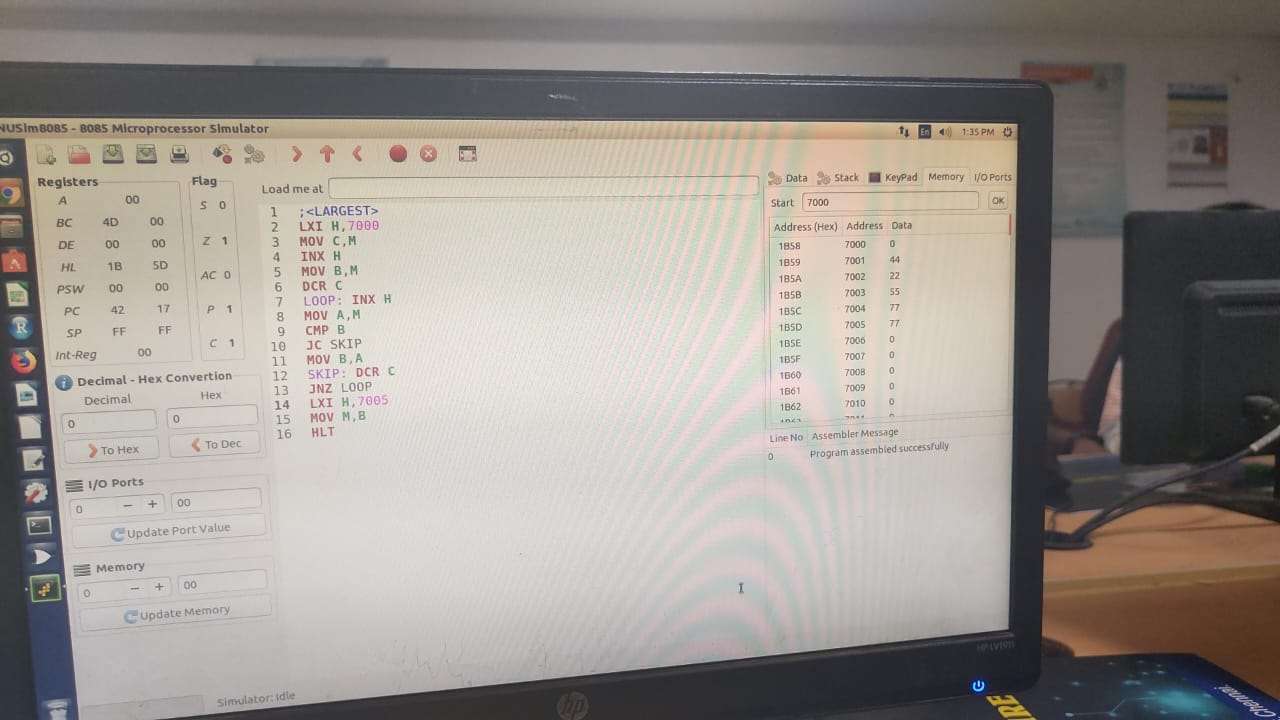 NUSim8085 - 8085 Microprocessor Simulator
En 1:35 PM
Registers
A 00
BC 4D 00
DE 00 00
HL 1B 5D
PSW 00 00
PC 42 17
SP FF FF
Int-Reg 00
Flag
S 0
Z 1
AC 0
P 1
C 1
Decimal - Hex Convertion
Decimal Hex
0 0
To Hex To Dec
I/O Ports
0 − + 00
Update Port Value
Memory
0 − + 00
Update Memory
Simulator: Idle
Load me at
1 ;<LARGEST>
2 LXI H,7000
3 MOV C,M
4 INX H
5 MOV B,M
6 DCR C
7 LOOP: INX H
8 MOV A,M
9 CMP B
10 JC SKIP
11 MOV B,A
12 SKIP: DCR C
13 JNZ LOOP
14 LXI H,7005
15 MOV M,B
16 HLT
Data Stack KeyPad Memory I/O Ports
Start 7000 OK
Address (Hex) Address Data
1B58 7000 0
1B59 7001 44
1B5A 7002 22
1B5B 7003 55
1B5C 7004 77
1B5D 7005 77
1B5E 7006 0
1B5F 7007 0
1B60 7008 0
1B61 7009 0
1B62 7010 0
Line No Assembler Message
0 Program assembled successfully
HP LV1911
hp
Chennai